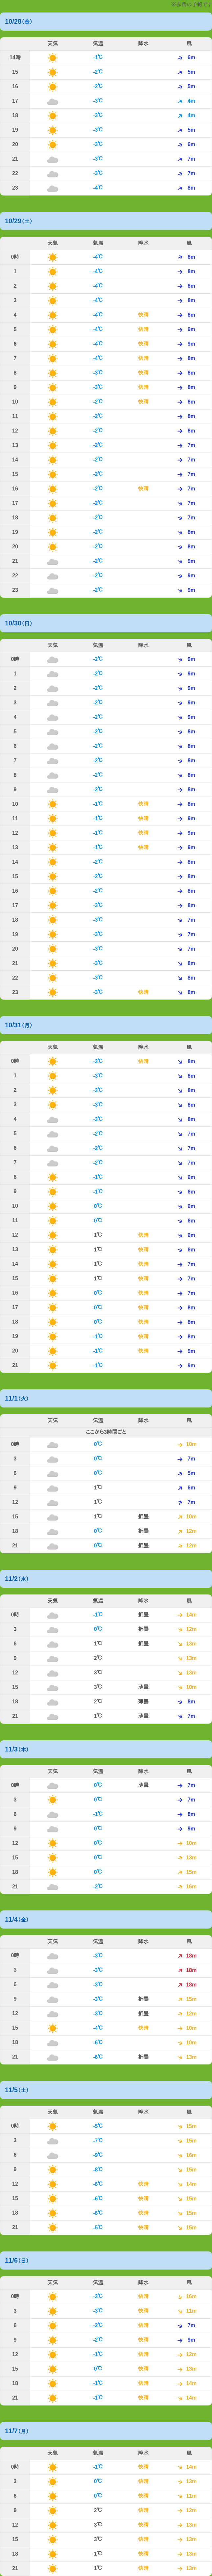 10/28(金)
天気 気温 降水 風
14時 -1℃ 6m
15 -2℃ 5m
16 -2℃ 5m
17 -3℃ 4m
18 -3℃ 4m
19 -3℃ 5m
20 -3℃ 6m
21 -3℃ 7m
22 -3℃ 7m
23 -4℃ 8m
10/29(土)
天気 気温 降水 風
0時 -4℃ 8m
1 -4℃ 8m
2 -4℃ 8m
3 -4℃ 8m
4 -4℃ 快晴 8m
5 -4℃ 快晴 9m
6 -4℃ 快晴 9m
7 -4℃ 快晴 8m
8 -3℃ 快晴 8m
9 -3℃ 快晴 8m
10 -2℃ 快晴 8m
11 -2℃ 8m
12 -2℃ 8m
13 -2℃ 7m
14 -2℃ 7m
15 -2℃ 7m
16 -2℃ 快晴 7m
17 -2℃ 7m
18 -2℃ 7m
19 -2℃ 8m
20 -2℃ 8m
21 -2℃ 9m
22 -2℃ 9m
23 -2℃ 9m
10/30(日)
天気 気温 降水 風
0時 -2℃ 9m
1 -2℃ 9m
2 -2℃ 9m
3 -2℃ 9m
4 -2℃ 9m
5 -2℃ 8m
6 -2℃ 8m
7 -2℃ 8m
8 -2℃ 8m
9 -2℃ 8m
10 -1℃ 快晴 8m
11 -1℃ 快晴 9m
12 -1℃ 快晴 9m
13 -1℃ 快晴 9m
14 -2℃ 8m
15 -2℃ 8m
16 -2℃ 8m
17 -3℃ 8m
18 -3℃ 7m
19 -3℃ 7m
20 -3℃ 7m
21 -3℃ 8m
22 -3℃ 8m
23 -3℃ 快晴 8m
10/31(月)
天気 気温 降水 風
0時 -3℃ 快晴 8m
1 -3℃ 8m
2 -3℃ 8m
3 -3℃ 8m
4 -3℃ 8m
5 -2℃ 7m
6 -2℃ 7m
7 -2℃ 7m
8 -1℃ 6m
9 -1℃ 6m
10 0℃ 6m
11 0℃ 6m
12 1℃ 快晴 6m
13 1℃ 快晴 6m
14 1℃ 快晴 7m
15 1℃ 快晴 7m
16 0℃ 快晴 7m
17 0℃ 快晴 8m
18 0℃ 快晴 8m
19 -1℃ 快晴 8m
20 -1℃ 快晴 9m
21 -1℃ 9m
11/1(火)
天気 気温 降水 風
ここから3時間ごと
0時 0℃ 10m
3 0℃ 7m
6 0℃ 5m
9 1℃ 6m
12 1℃ 7m
15 1℃ 10m
18 0℃ 12m
21 0℃ 12m
11/2(水)
天気 気温 降水 風
0時 -1℃ 14m
3 0℃ 12m
6 1℃ 13m
9 2℃ 13m
12 3℃ 13m
15 3℃ 薄曇 10m
18 2℃ 薄曇 8m
21 1℃ 薄曇 7m
11/3(木)
天気 気温 降水 風
0時 0℃ 薄曇 7m
3 0℃ 7m
6 -1℃ 8m
9 0℃ 9m
12 0℃ 10m
15 0℃ 13m
18 0℃ 15m
21 -2℃ 16m
11/4(金)
天気 気温 降水 風
0時 -3℃ 18m
3 -3℃ 18m
6 -3℃ 18m
9 -3℃ 15m
12 -3℃ 12m
15 -4℃ 快晴 10m
18 -6℃ 10m
21 -6℃ 13m
11/5(土)
天気 気温 降水 風
0時 -5℃ 15m
3 -7℃ 15m
6 -9℃ 16m
9 -8℃ 15m
12 -6℃ 快晴 14m
15 -6℃ 快晴 15m
18 -6℃ 快晴 15m
21 -5℃ 快晴 15m
11/6(日)
天気 気温 降水 風
0時 -3℃ 快晴 16m
3 -3℃ 快晴 11m
6 -2℃ 快晴 7m
9 -2℃ 快晴 9m
12 -1℃ 快晴 12m
15 0℃ 快晴 13m
18 -1℃ 快晴 14m
21 -1℃ 快晴 14m
11/7(月)
天気 気温 降水 風
0時 -1℃ 快晴 14m
3 0℃ 快晴 13m
6 0℃ 快晴 11m
9 2℃ 快晴 12m
12 3℃ 快晴 13m
15 3℃ 快晴 13m
18 1℃ 快晴 13m
21 1℃ 快晴 13m